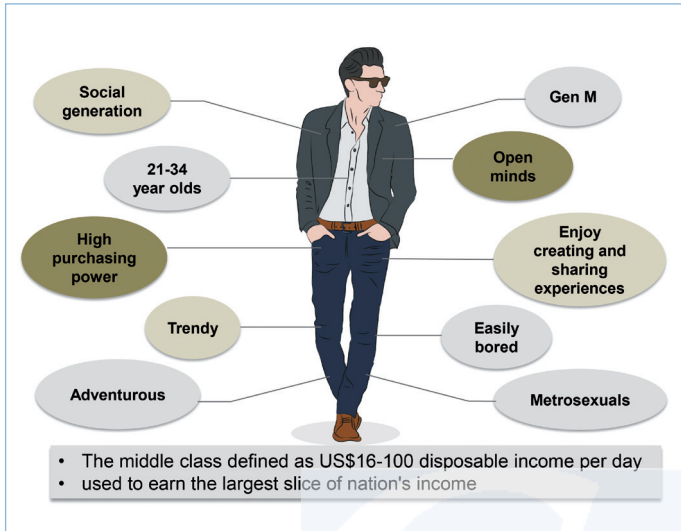 Social
generation
Gen M
21-34
year olds
Open
minds
High
purchasing
power
Enjoy
creating and
sharing
experiences
Trendy
Easily
bored
Adventurous
Metrosexuals
• The middle class defined as US$16-100 disposable income per day
• used to earn the largest slice of nation's income